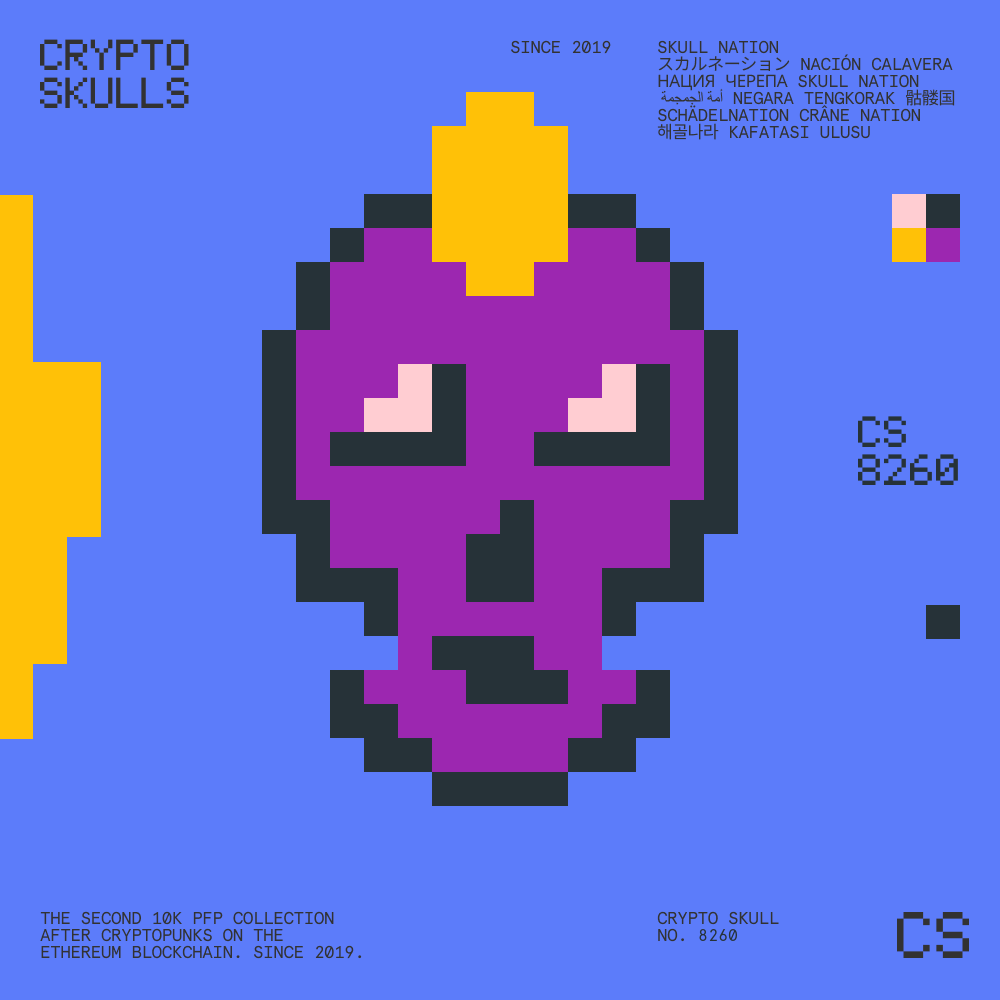 CRYPTO
SKULLS
SINCE 2019
SKULL NATION
スカルネーション NACIÓN CALAVERA
НАЦИЯ ЧЕРЕПА SKULL NATION
أمة الجمجمة NEGARA TENGKORAK 骷髅国
SCHÄDELNATION CRÂNE NATION
해골나라 KAFATASI ULUSU
CS
8260
THE SECOND 10K PFP COLLECTION
AFTER CRYPTOPUNKS ON THE
ETHEREUM BLOCKCHAIN. SINCE 2019.
CRYPTO SKULL
NO. 8260
CS